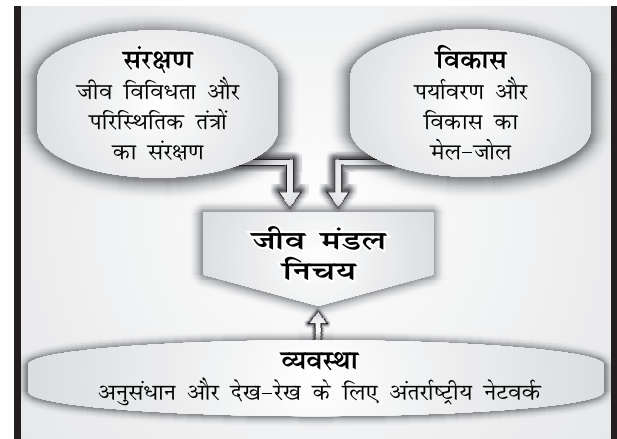 संरक्षण
जीव विविधता और
परिस्थितिक तंत्रों
का संरक्षण
विकास
पर्यावरण और
विकास का
मेल-जोल
जीव मंडल
निचय
व्यवस्था
अनुसंधान और देख-रेख के लिए अंतर्राष्ट्रीय नेटवर्क